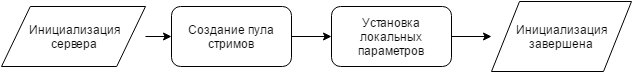 Инициализация
сервера
Создание пула
стримов
Установка
локальных
параметров
Инициализация
завершена